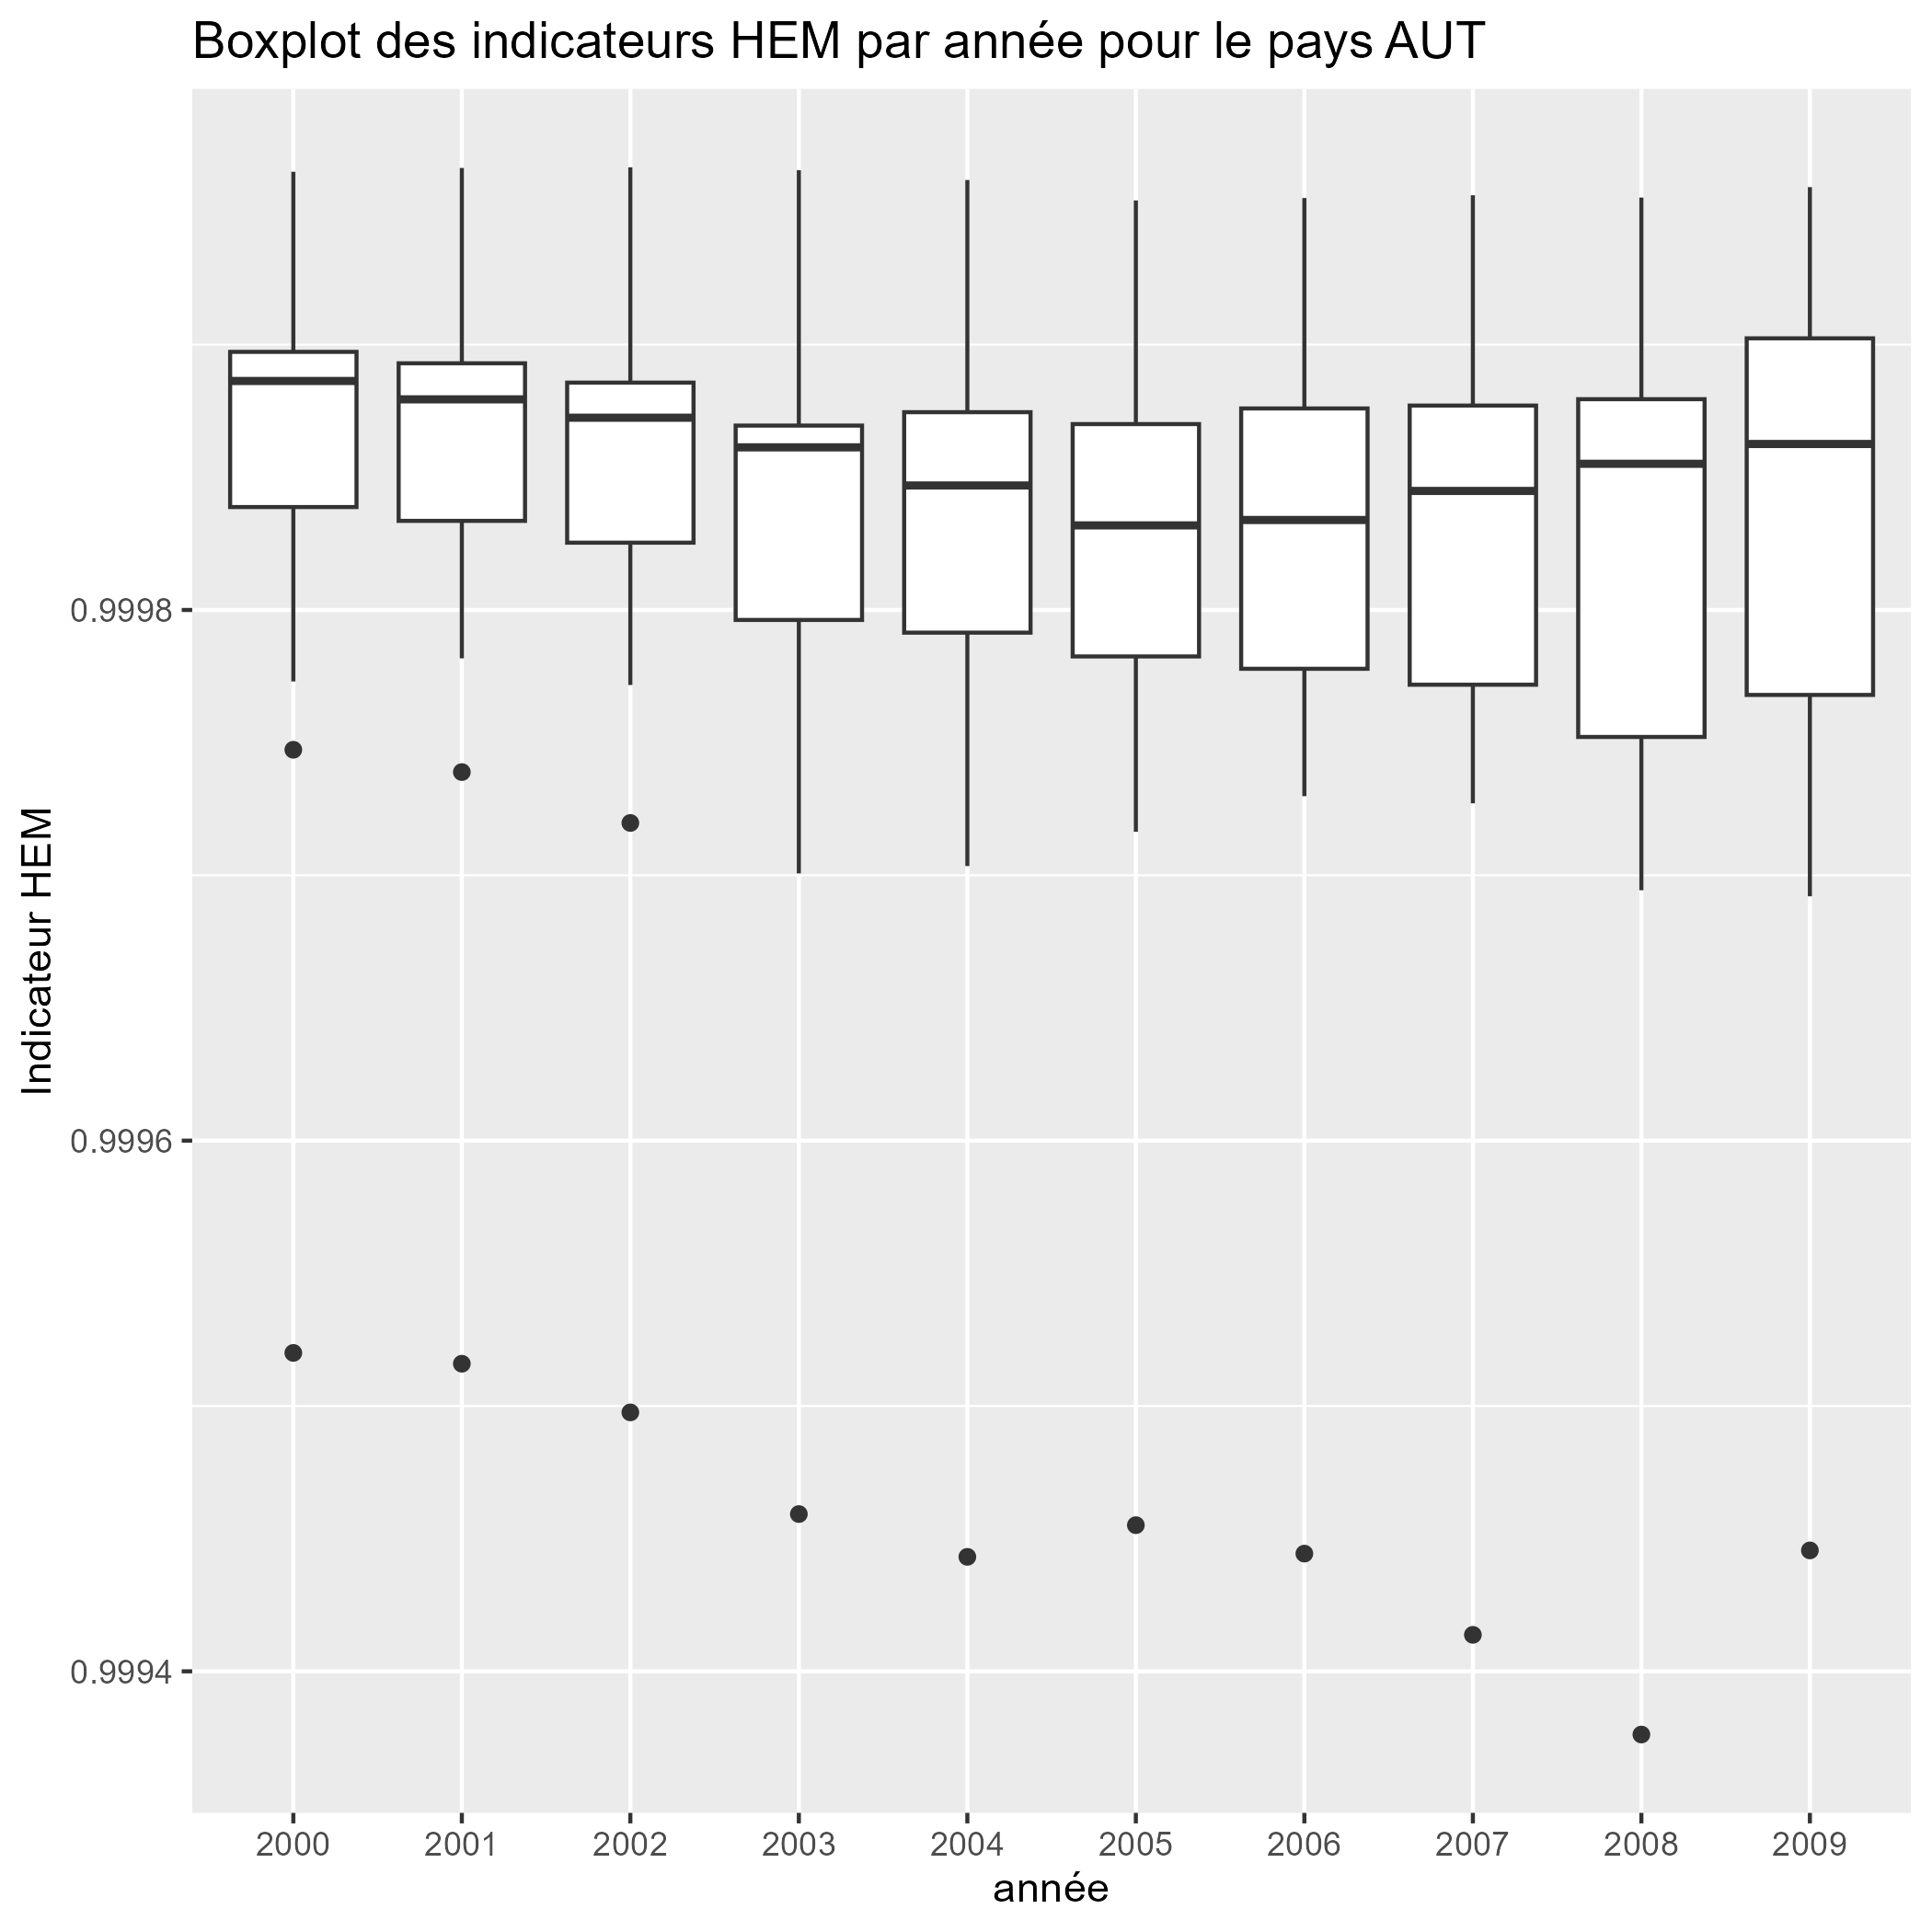 Boxplot des indicateurs HEM par année pour le pays AUT
Indicateur HEM
0.9998
0.9996
0.9994
2000 2001 2002 2003 2004 2005 2006 2007 2008 2009
année